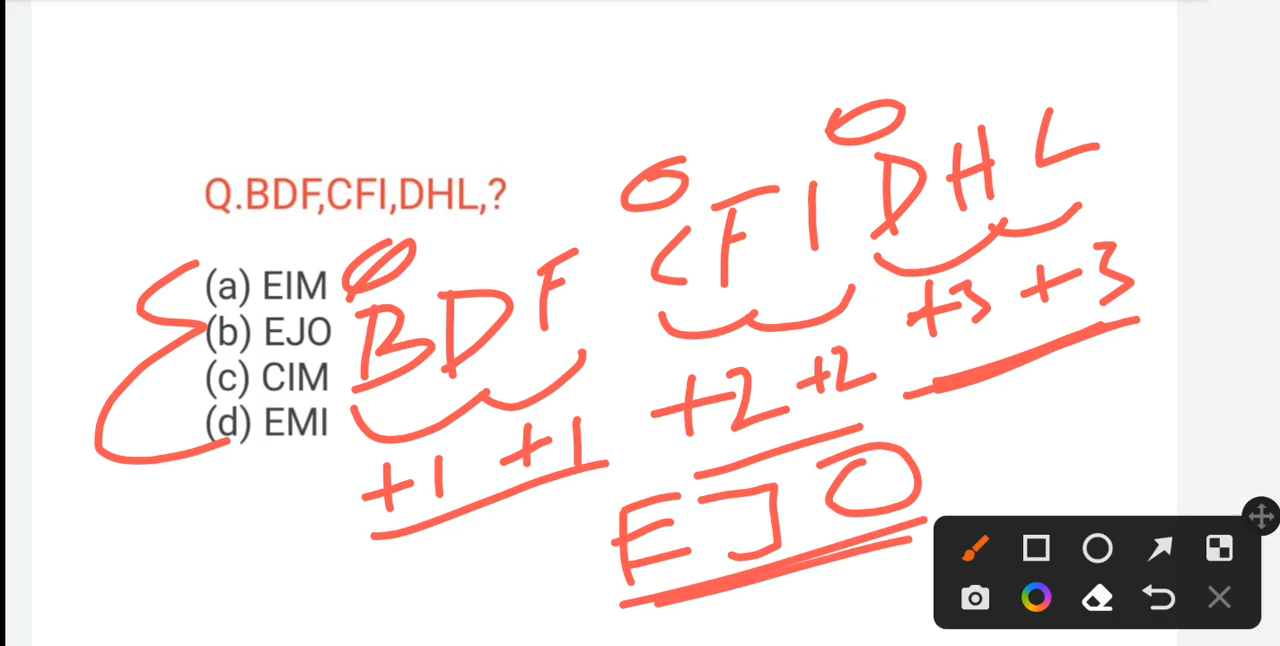 Q.BDF,CFI,DHL,?
(a) EIM
(b) EJO
(c) CIM
(d) EMI
BDF
+1 +1
CFI
+2 +2
DHL
+3 +3
EJO